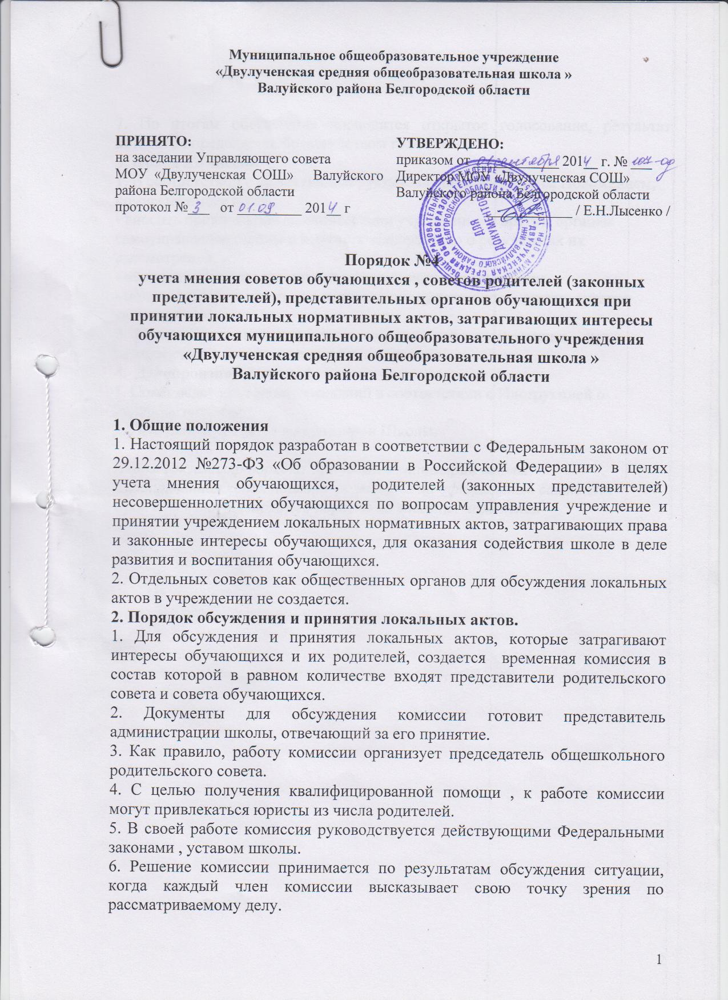 Муниципальное общеобразовательное учреждение
«Двулученская средняя общеобразовательная школа »
Валуйского района Белгородской области
ПРИНЯТО:
на заседании Управляющего совета
МОУ «Двулученская СОШ» Валуйского
района Белгородской области
протокол № 3 от 01.09. 2014 г
УТВЕРЖДЕНО:
приказом от 01 сентября 2014 г. № 107-од
Директор МОУ «Двулученская СОШ»
Валуйского района Белгородской области
/ Е.Н.Лысенко /
ДЛЯ
ДОКУМЕНТОВ
Порядок №4
учета мнения советов обучающихся , советов родителей (законных
представителей), представительных органов обучающихся при
принятии локальных нормативных актов, затрагивающих интересы
обучающихся муниципального общеобразовательного учреждения
«Двулученская средняя общеобразовательная школа »
Валуйского района Белгородской области
1. Общие положения
1. Настоящий порядок разработан в соответствии с Федеральным законом от
29.12.2012 №273-ФЗ «Об образовании в Российской Федерации» в целях
учета мнения обучающихся, родителей (законных представителей)
несовершеннолетних обучающихся по вопросам управления учреждение и
принятии учреждением локальных нормативных актов, затрагивающих права
и законные интересы обучающихся, для оказания содействия школе в деле
развития и воспитания обучающихся.
2. Отдельных советов как общественных органов для обсуждения локальных
актов в учреждении не создается.
2. Порядок обсуждения и принятия локальных актов.
1. Для обсуждения и принятия локальных актов, которые затрагивают
интересы обучающихся и их родителей, создается временная комиссия в
состав которой в равном количестве входят представители родительского
совета и совета обучающихся.
2. Документы для обсуждения комиссии готовит представитель
администрации школы, отвечающий за его принятие.
3. Как правило, работу комиссии организует председатель общешкольного
родительского совета.
4. С целью получения квалифицированной помощи , к работе комиссии
могут привлекаться юристы из числа родителей.
5. В своей работе комиссия руководствуется действующими Федеральными
законами , уставом школы.
6. Решение комиссии принимается по результатам обсуждения ситуации,
когда каждый член комиссии высказывает свою точку зрения по
рассматриваемому делу.
1